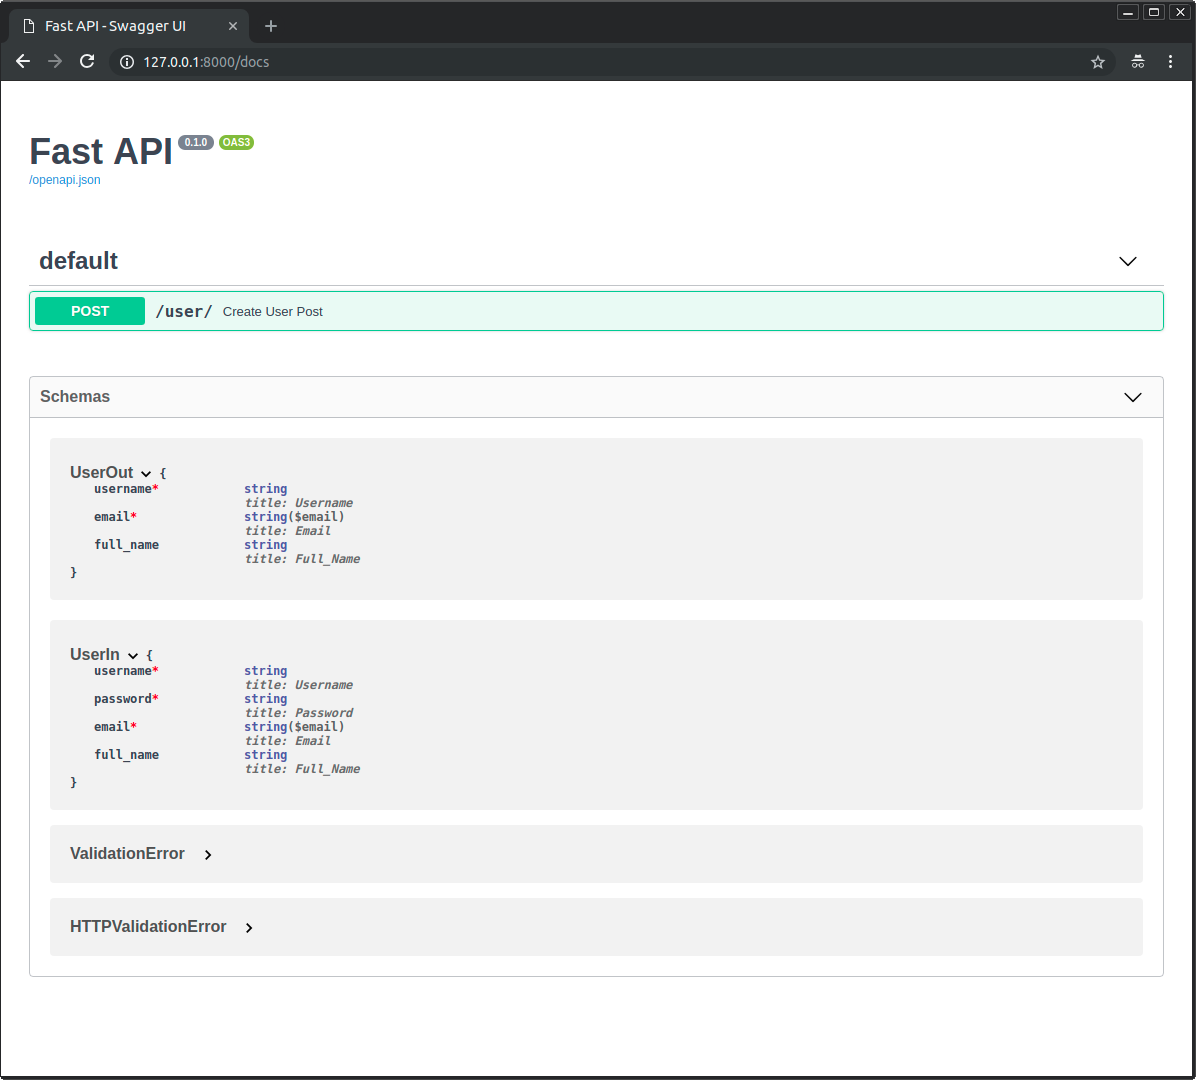 Fast API - Swagger UI
127.0.0.1:8000/docs
Fast API 0.1.0 OAS3
/openapi.json
default
POST /user/ Create User Post
Schemas
UserOut {
username* string
title: Username
email* string($email)
title: Email
full_name string
title: Full_Name
}
UserIn {
username* string
title: Username
password* string
title: Password
email* string($email)
title: Email
full_name string
title: Full_Name
}
ValidationError
HTTPValidationError